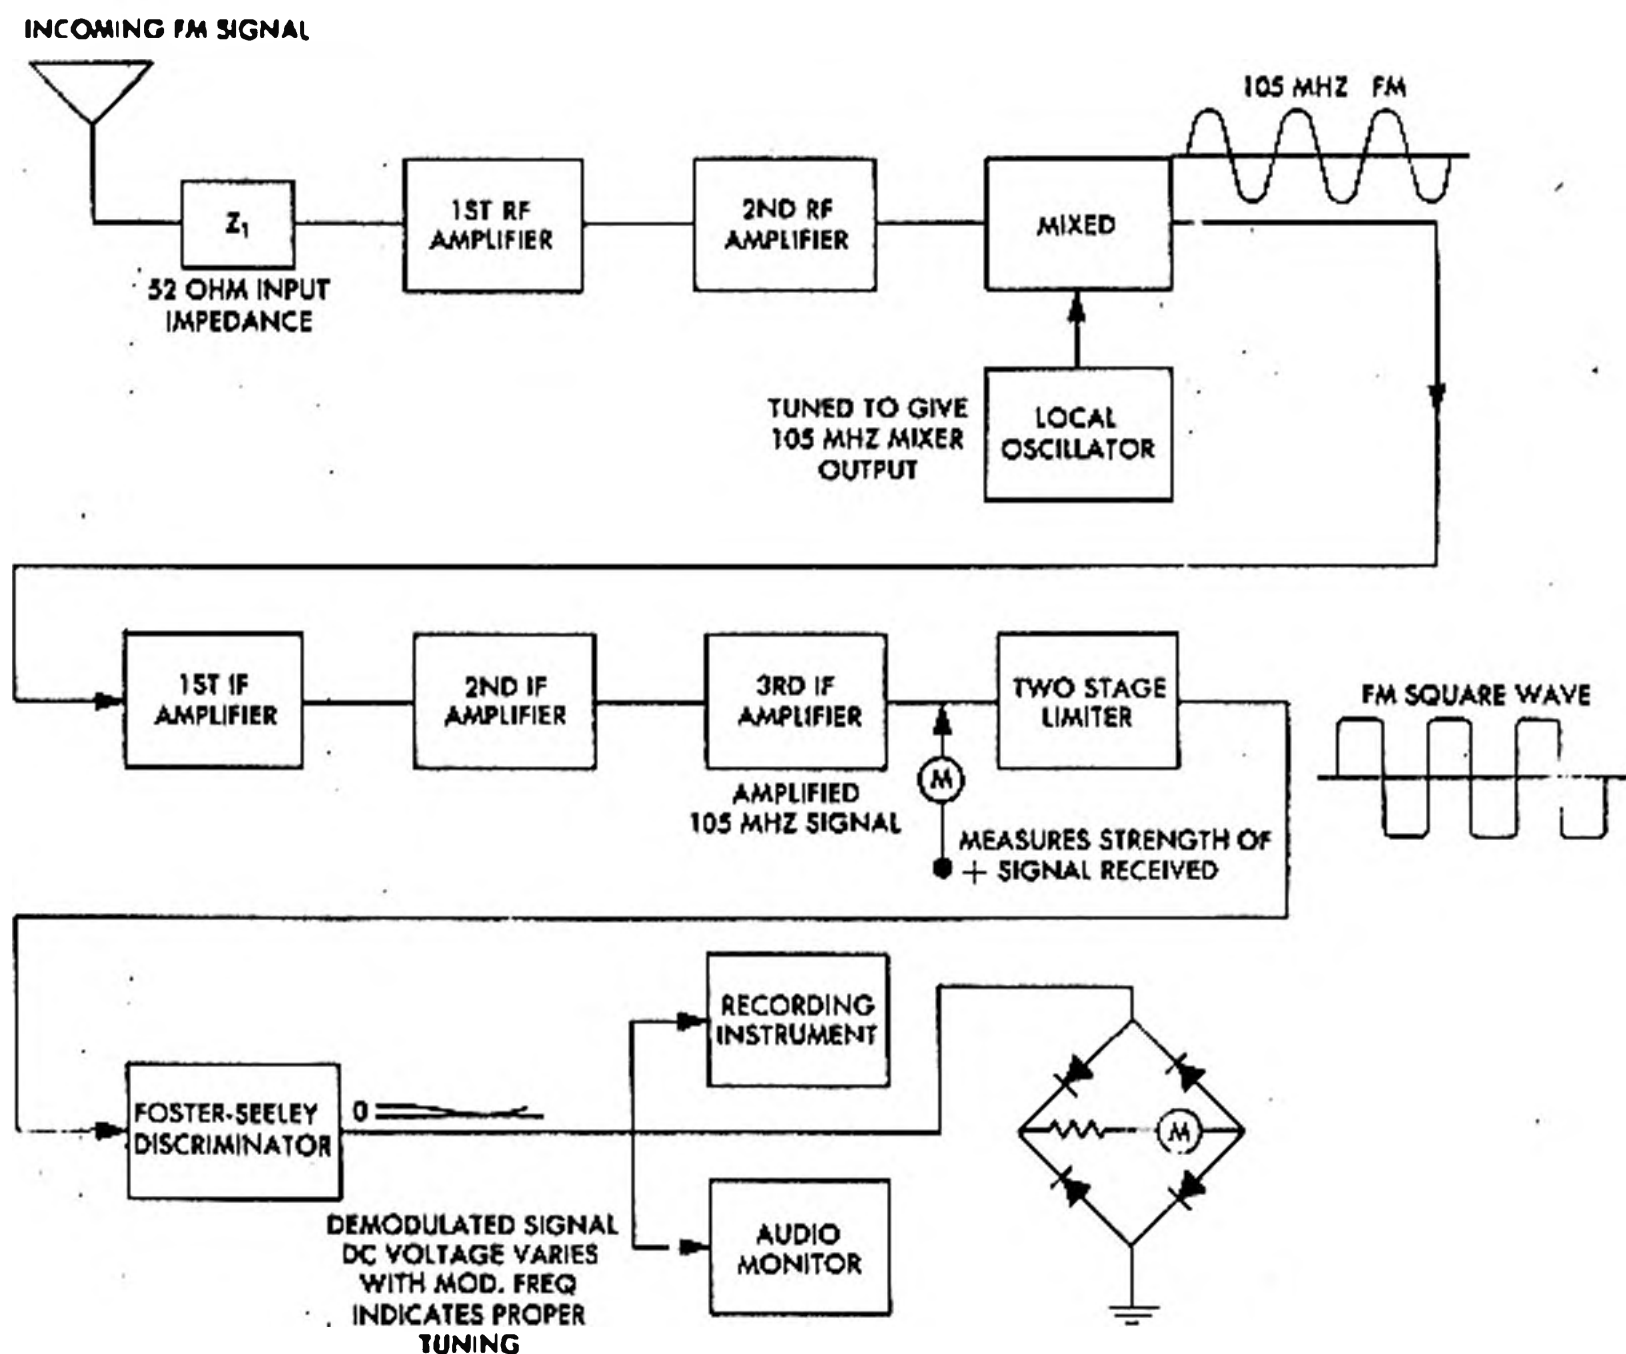 INCOMING FM SIGNAL
105 MHZ FM
Z1
52 OHM INPUT
IMPEDANCE
1ST RF
AMPLIFIER
2ND RF
AMPLIFIER
MIXED
TUNED TO GIVE
105 MHZ MIXER
OUTPUT
LOCAL
OSCILLATOR
1ST IF
AMPLIFIER
2ND IF
AMPLIFIER
3RD IF
AMPLIFIER
AMPLIFIED
105 MHZ SIGNAL
M
MEASURES STRENGTH OF
+ SIGNAL RECEIVED
TWO STAGE
LIMITER
FM SQUARE WAVE
FOSTER-SEELEY
DISCRIMINATOR
0
DEMODULATED SIGNAL
DC VOLTAGE VARIES
WITH MOD. FREQ
INDICATES PROPER
TUNING
RECORDING
INSTRUMENT
AUDIO
MONITOR
M